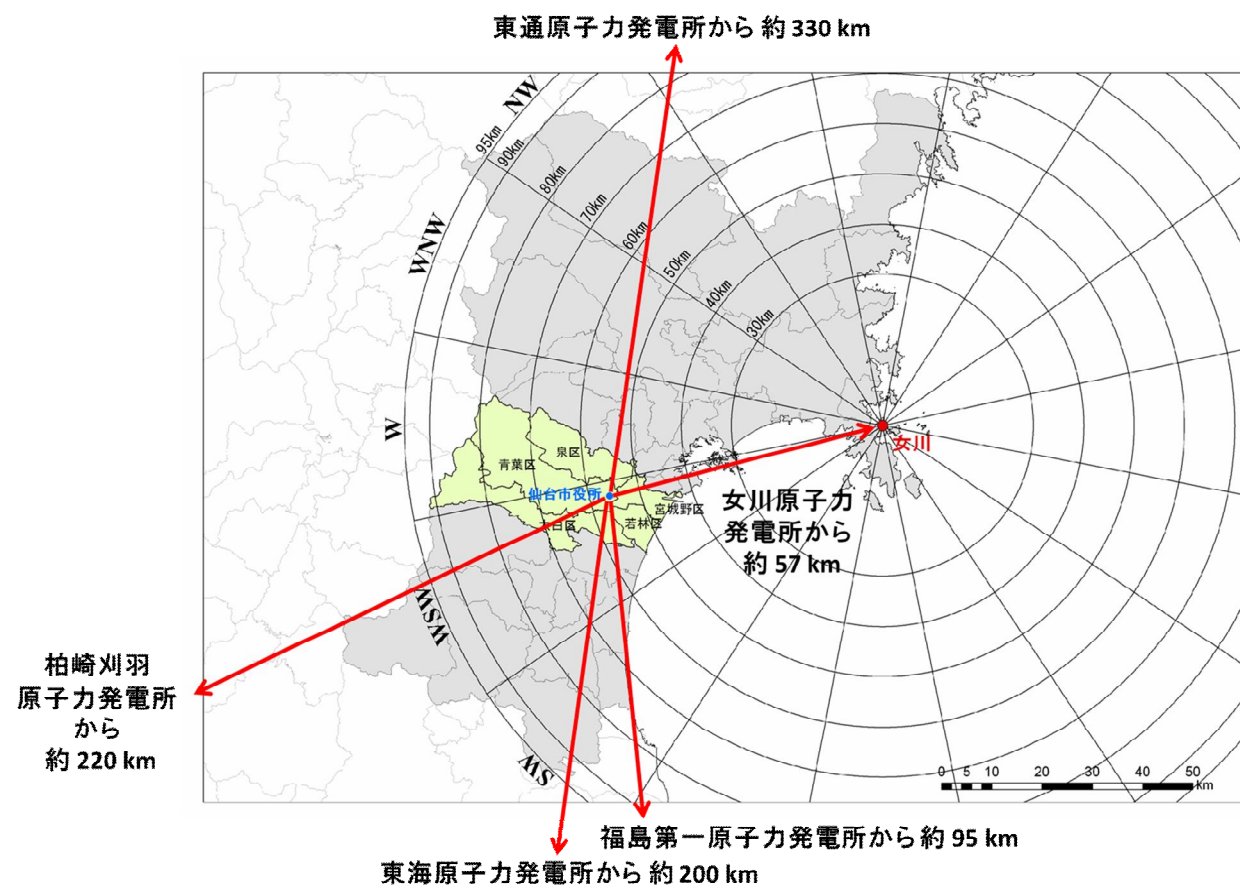 東通原子力発電所から 約 330 km
NW
95km
90km
80km
70km
60km
50km
40km
30km
WNW
W
女川
泉区
青葉区
仙台市役所
宮城野区
若林区
太白区
女川原子力
発電所から
約 57 km
WSW
柏崎刈羽
原子力発電所
から
約 220 km
SW
0 5 10 20 30 40 50
km
福島第一原子力発電所から 約 95 km
東海原子力発電所から 約 200 km